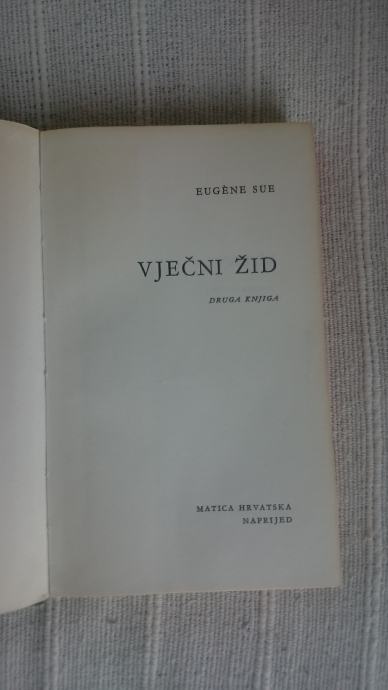 EUGÈNE SUE
VJEČNI ŽID
DRUGA KNJIGA
MATICA HRVATSKA
NAPRIJED